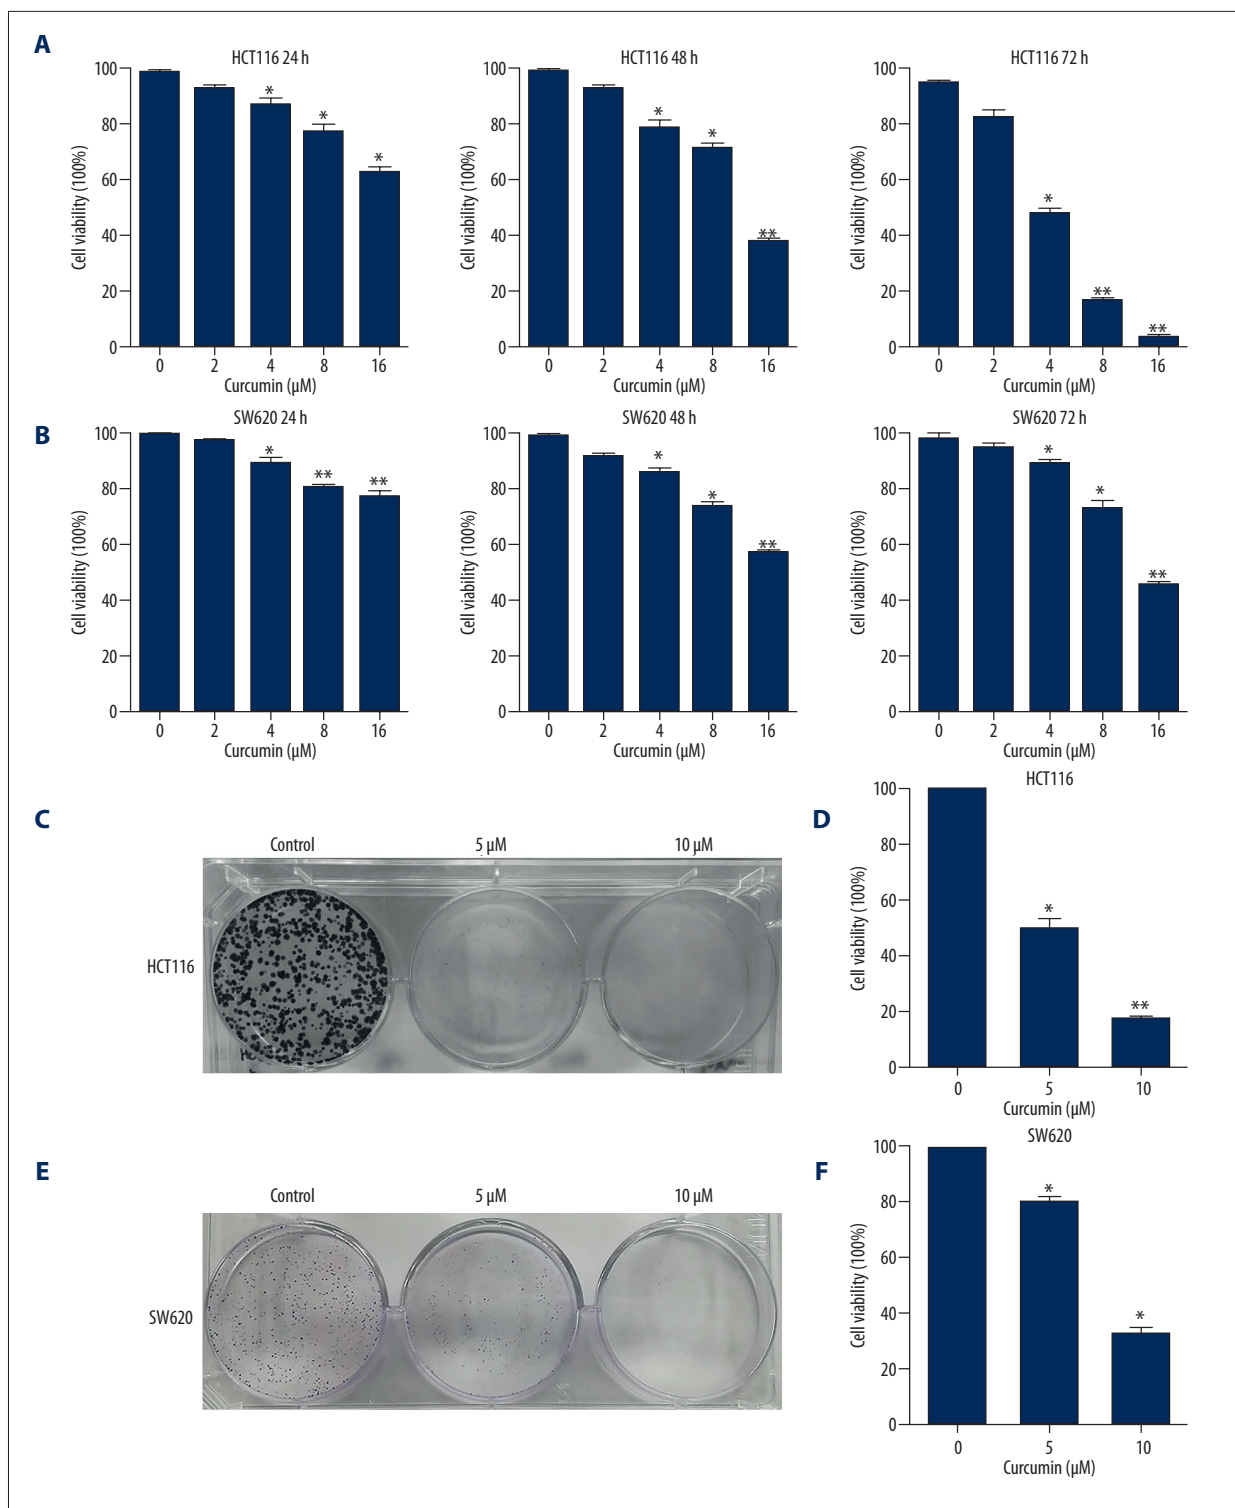 A
HCT116 24 h
HCT116 48 h
HCT116 72 h
Cell viability (100%)
100
80
60
40
20
0
* * *
0 2 4 8 16
Curcumin (µM)
Cell viability (100%)
100
80
60
40
20
0
* * **
0 2 4 8 16
Curcumin (µM)
Cell viability (100%)
100
80
60
40
20
0
* ** **
0 2 4 8 16
Curcumin (µM)
B
SW620 24 h
SW620 48 h
SW620 72 h
Cell viability (100%)
100
80
60
40
20
0
* ** **
0 2 4 8 16
Curcumin (µM)
Cell viability (100%)
100
80
60
40
20
0
* * **
0 2 4 8 16
Curcumin (µM)
Cell viability (100%)
100
80
60
40
20
0
* * **
0 2 4 8 16
Curcumin (µM)
C
Control 5 µM 10 µM
HCT116
D
HCT116
Cell viability (100%)
100
80
60
40
20
0
* **
0 5 10
Curcumin (µM)
E
Control 5 µM 10 µM
SW620
F
SW620
Cell viability (100%)
100
80
60
40
20
0
* *
0 5 10
Curcumin (µM)